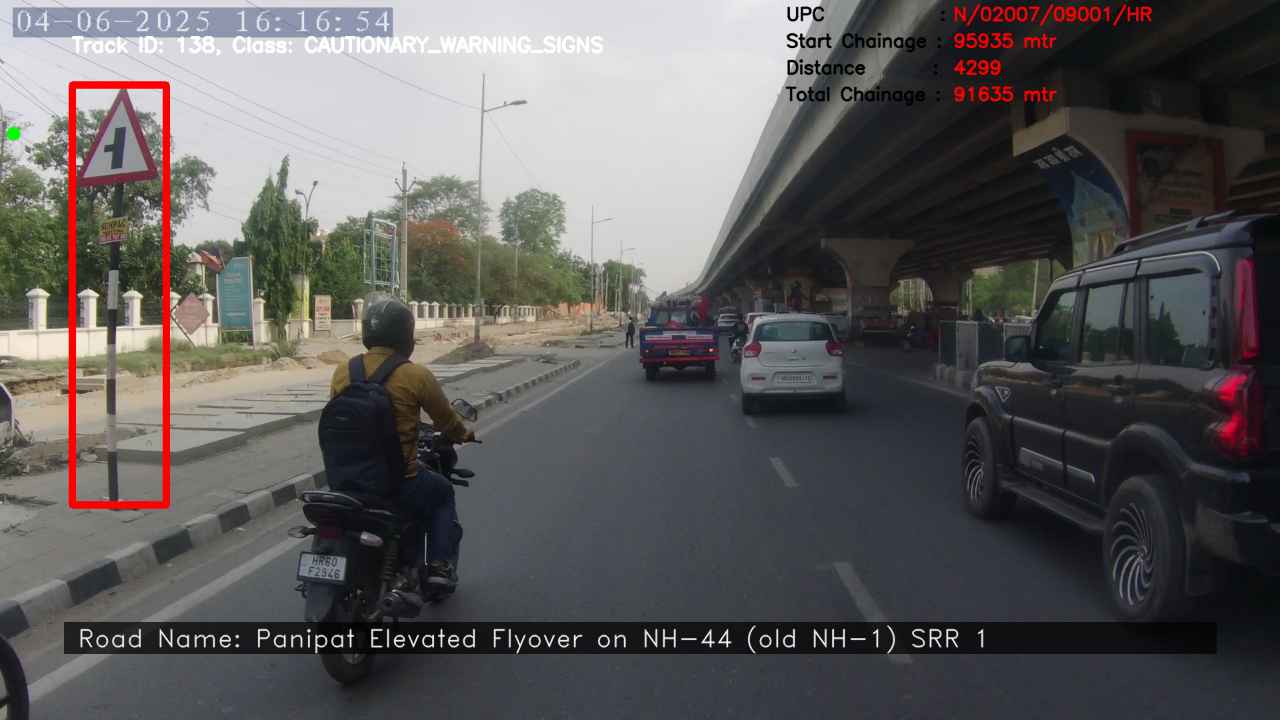 04-06-2025 16:16:54
Track ID: 138, Class: CAUTIONARY_WARNING_SIGNS
UPC : N/02007/09001/HR
Start Chainage : 95935 mtr
Distance : 4299
Total Chainage : 91635 mtr
HR60
F2946
Road Name: Panipat Elevated Flyover on NH-44 (old NH-1) SRR 1